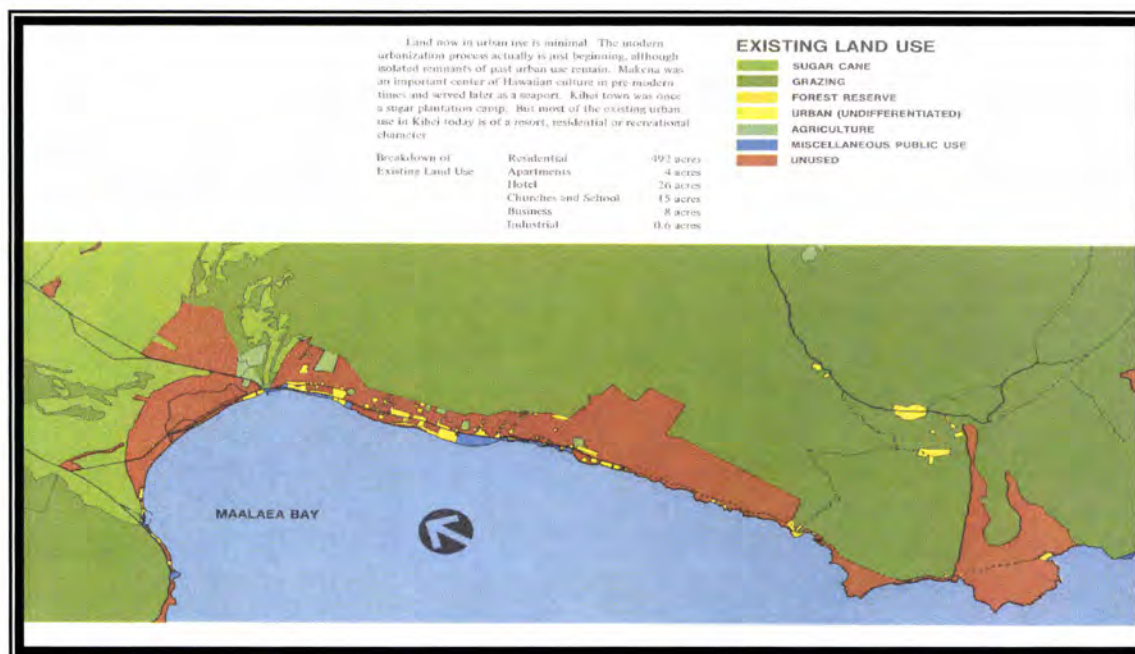 Land now in urban use is minimal. The modern
urbanization process actually is just beginning, although
isolated remnants of past urban use remain. Makena was
an important center of Hawaiian culture in pre-modern
times and served later as a seaport. Kihei town was once
a sugar plantation camp. But most of the existing urban
use in Kihei today is of a resort, residential or recreational
character
Breakdown of
Existing Land Use
Residential 492 acres
Apartments 4 acres
Hotel 26 acres
Churches and School 15 acres
Business 8 acres
Industrial 0.6 acres
EXISTING LAND USE
SUGAR CANE
GRAZING
FOREST RESERVE
URBAN (UNDIFFERENTIATED)
AGRICULTURE
MISCELLANEOUS PUBLIC USE
UNUSED
MAALAEA BAY